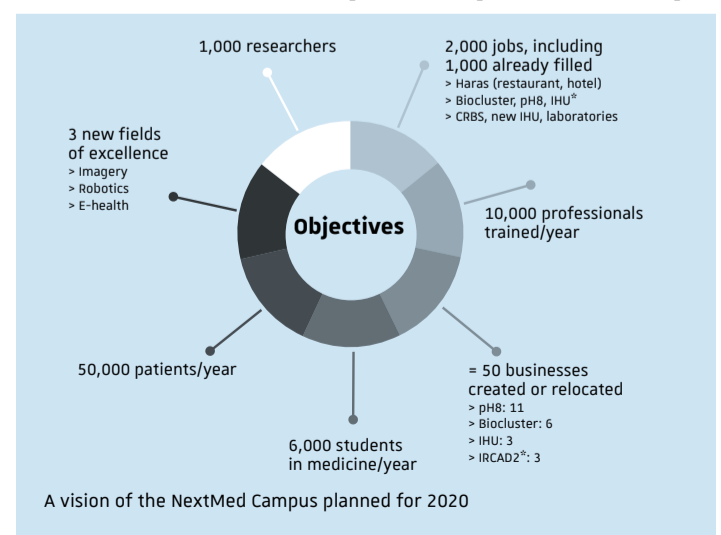 1,000 researchers
2,000 jobs, including
1,000 already filled
> Haras (restaurant, hotel)
> Biocluster, pH8, IHU*
> CRBS, new IHU, laboratories
3 new fields
of excellence
> Imagery
> Robotics
> E-health
Objectives
10,000 professionals
trained/year
50,000 patients/year
= 50 businesses
created or relocated
> pH8: 11
> Biocluster: 6
> IHU: 3
> IRCAD2*: 3
6,000 students
in medicine/year
A vision of the NextMed Campus planned for 2020